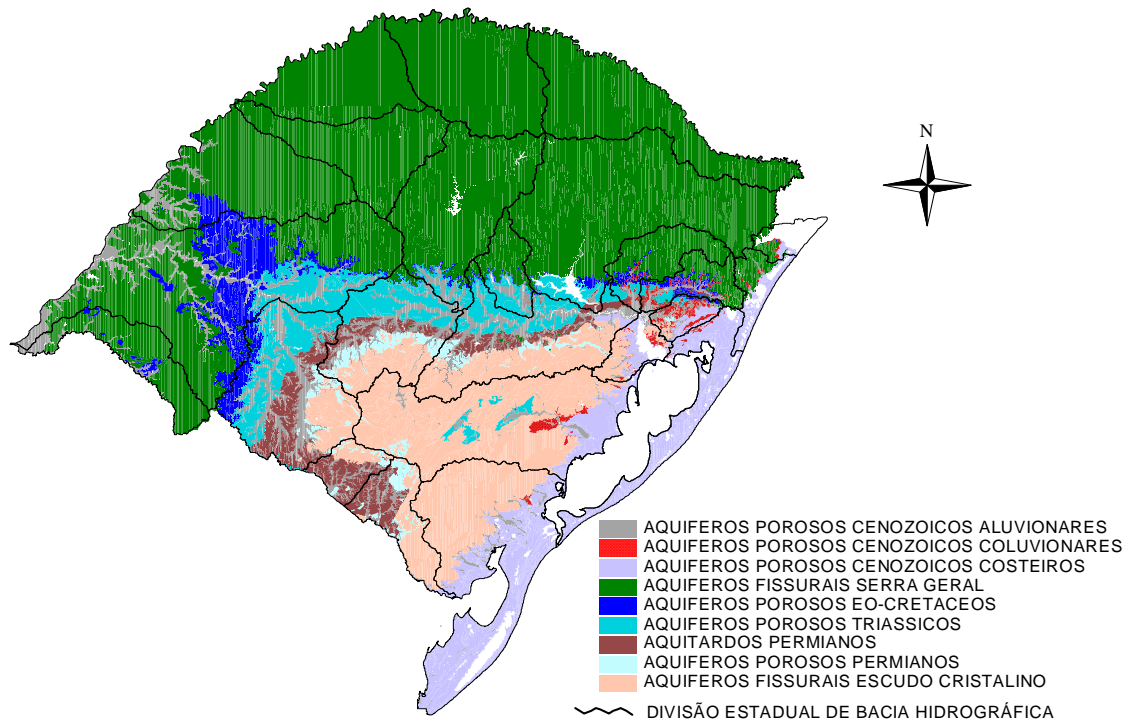 N
AQUIFEROS POROSOS CENOZOICOS ALUVIONARES
AQUIFEROS POROSOS CENOZOICOS COLUVIONARES
AQUIFEROS POROSOS CENOZOICOS COSTEIROS
AQUIFEROS FISSURAIS SERRA GERAL
AQUIFEROS POROSOS EO-CRETACEOS
AQUIFEROS POROSOS TRIASSICOS
AQUITARDOS PERMIANOS
AQUIFEROS POROSOS PERMIANOS
AQUIFEROS FISSURAIS ESCUDO CRISTALINO
DIVISÃO ESTADUAL DE BACIA HIDROGRÁFICA